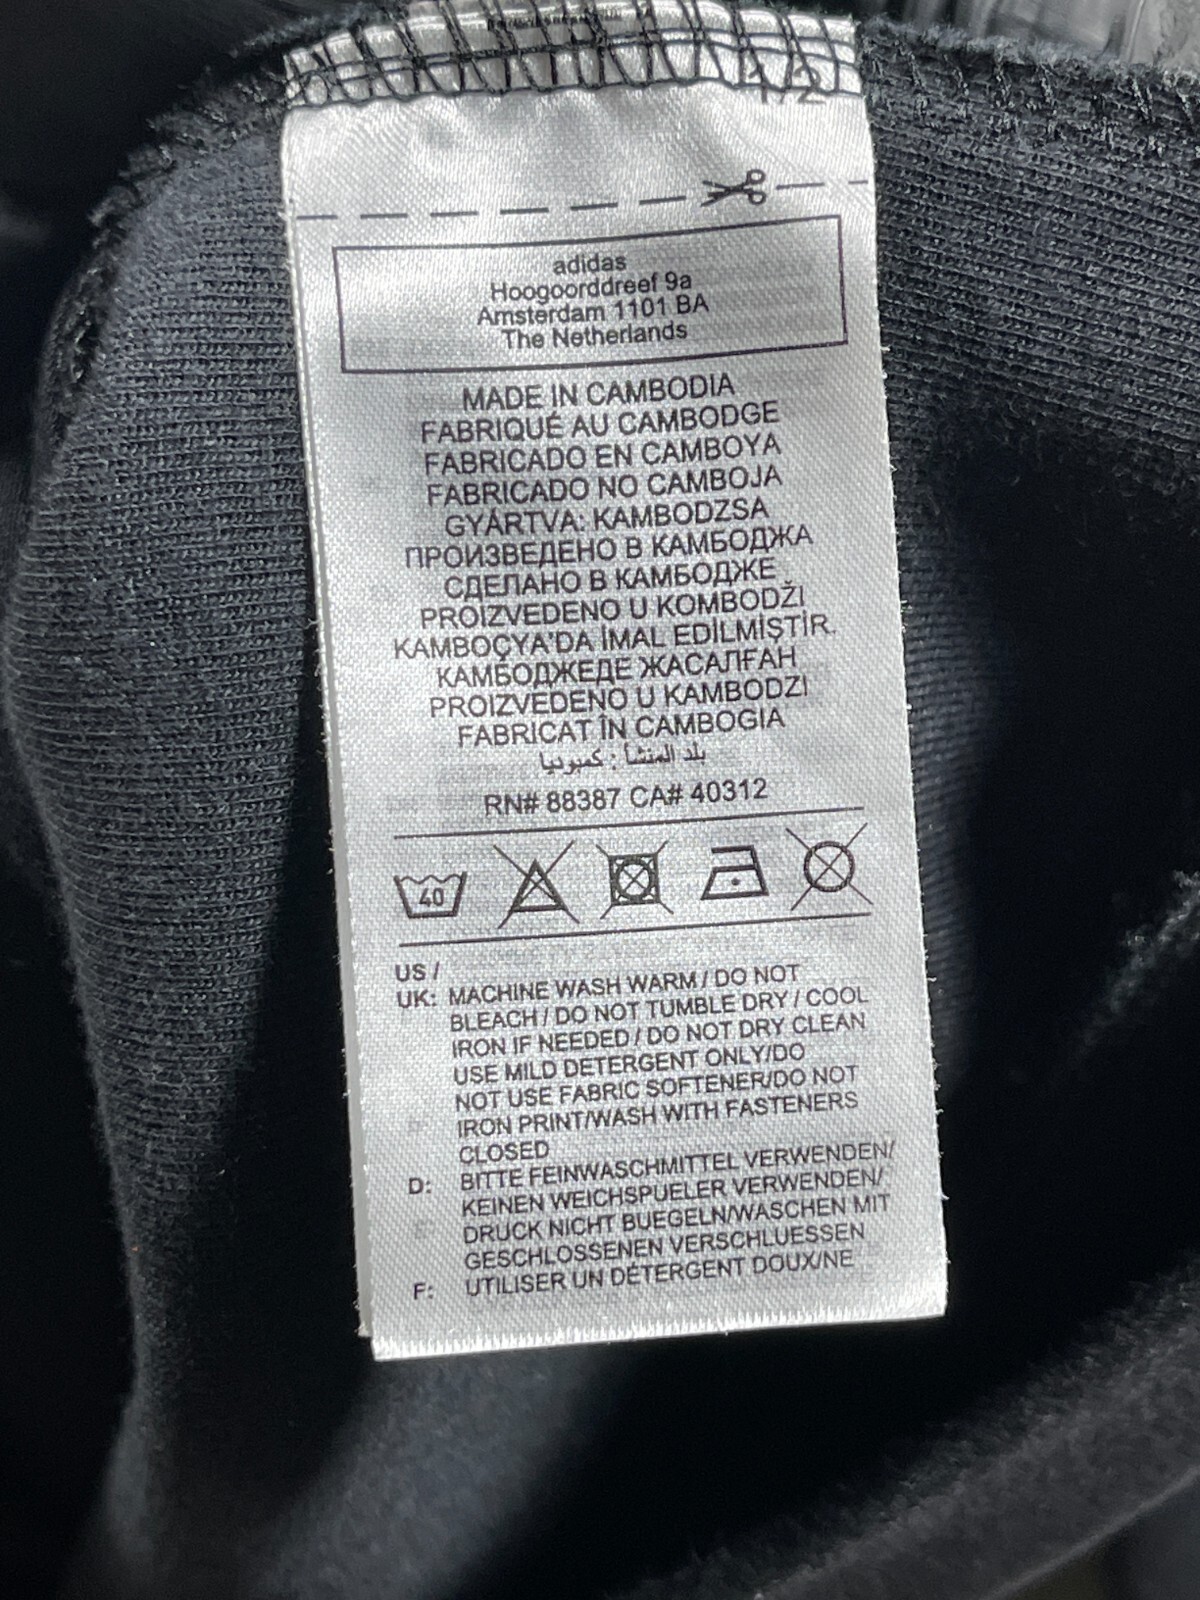 1/2
adidas
Hoogoorddreef 9a
Amsterdam 1101 BA
The Netherlands
MADE IN CAMBODIA
FABRIQUÉ AU CAMBODGE
FABRICADO EN CAMBOYA
FABRICADO NO CAMBOJA
GYÁRTVA: KAMBODZSA
ПРОИЗВЕДЕНО В КАМБОДЖА
СДЕЛАНО В КАМБОДЖЕ
PROIZVEDENO U KOMBODŽI
KAMBOÇYA'DA İMAL EDİLMİŞTİR.
КАМБОДЖЕДЕ ЖАСАЛҒАН
PROIZVEDENO U KAMBODZI
FABRICAT ÎN CAMBOGIA
بلد المنشأ : كمبوديا
RN# 88387 CA# 40312
40
US /
UK: MACHINE WASH WARM / DO NOT
BLEACH / DO NOT TUMBLE DRY / COOL
IRON IF NEEDED / DO NOT DRY CLEAN
USE MILD DETERGENT ONLY/DO
NOT USE FABRIC SOFTENER/DO NOT
IRON PRINT/WASH WITH FASTENERS
CLOSED
D: BITTE FEINWASCHMITTEL VERWENDEN/
KEINEN WEICHSPUELER VERWENDEN/
DRUCK NICHT BUEGELN/WASCHEN MIT
GESCHLOSSENEN VERSCHLUESSEN
F: UTILISER UN DÉTERGENT DOUX/NE